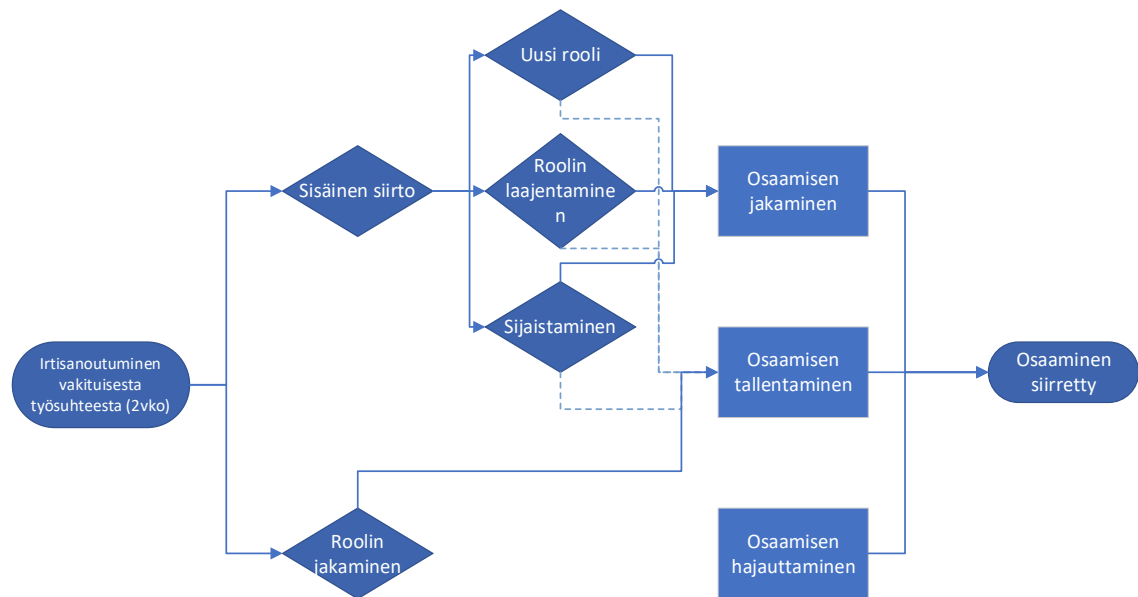 Uusi rooli
Sisäinen siirto
Roolin
laajentamine
n
Osaamisen
jakaminen
Sijaistaminen
Irtisanoutuminen
vakituisesta
työsuhteesta (2vko)
Osaamisen
tallentaminen
Osaaminen
siirretty
Roolin
jakaminen
Osaamisen
hajauttaminen